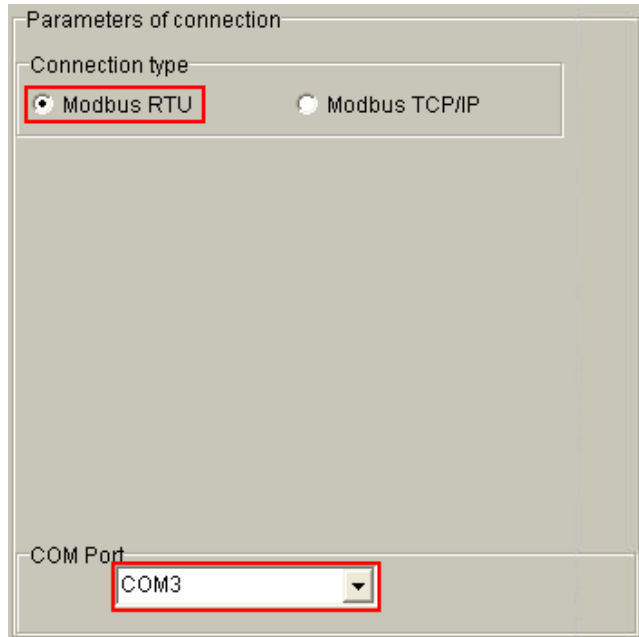 Parameters of connection
Connection type
Modbus RTU Modbus TCP/IP
COM Port
COM3